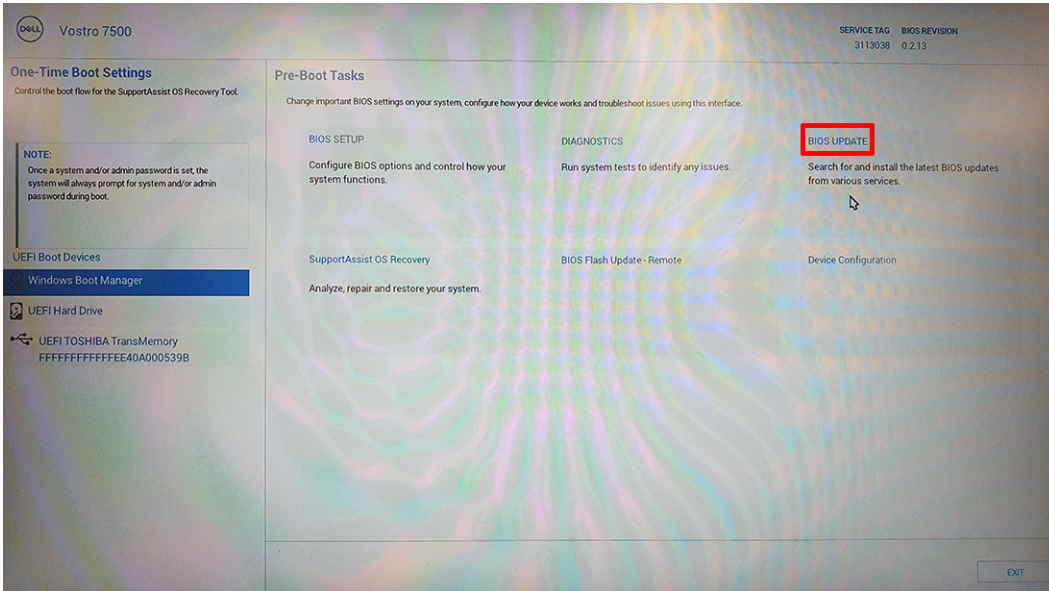 DELL
Vostro 7500
SERVICE TAG BIOS REVISION
3113038 0.2.13
One-Time Boot Settings
Control the boot flow for the SupportAssist OS Recovery Tool.
NOTE:
Once a system and/or admin password is set, the
system will always prompt for system and/or admin
password during boot.
UEFI Boot Devices
Windows Boot Manager
UEFI Hard Drive
UEFI TOSHIBA TransMemory
FFFFFFFFFFFFEE40A000539B
Pre-Boot Tasks
Change important BIOS settings on your system, configure how your device works and troubleshoot issues using this interface.
BIOS SETUP
Configure BIOS options and control how your
system functions.
DIAGNOSTICS
Run system tests to identify any issues.
BIOS UPDATE
Search for and install the latest BIOS updates
from various services.
SupportAssist OS Recovery
Analyze, repair and restore your system.
BIOS Flash Update - Remote
Device Configuration
EXIT